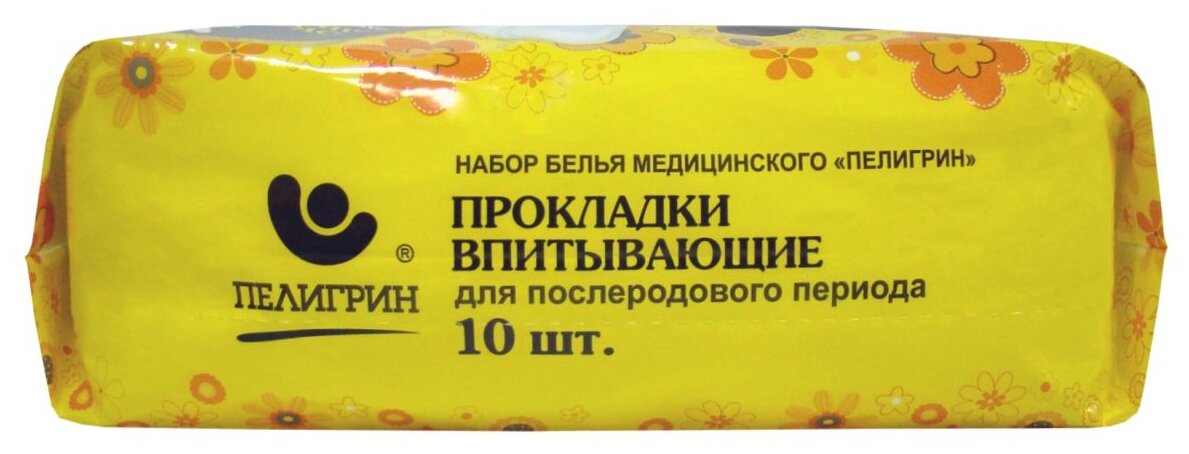 НАБОР БЕЛЬЯ МЕДИЦИНСКОГО «ПЕЛИГРИН»
ПРОКЛАДКИ
ВПИТЫВАЮЩИЕ
для послеродового периода
10 шт.
®
ПЕЛИГРИН